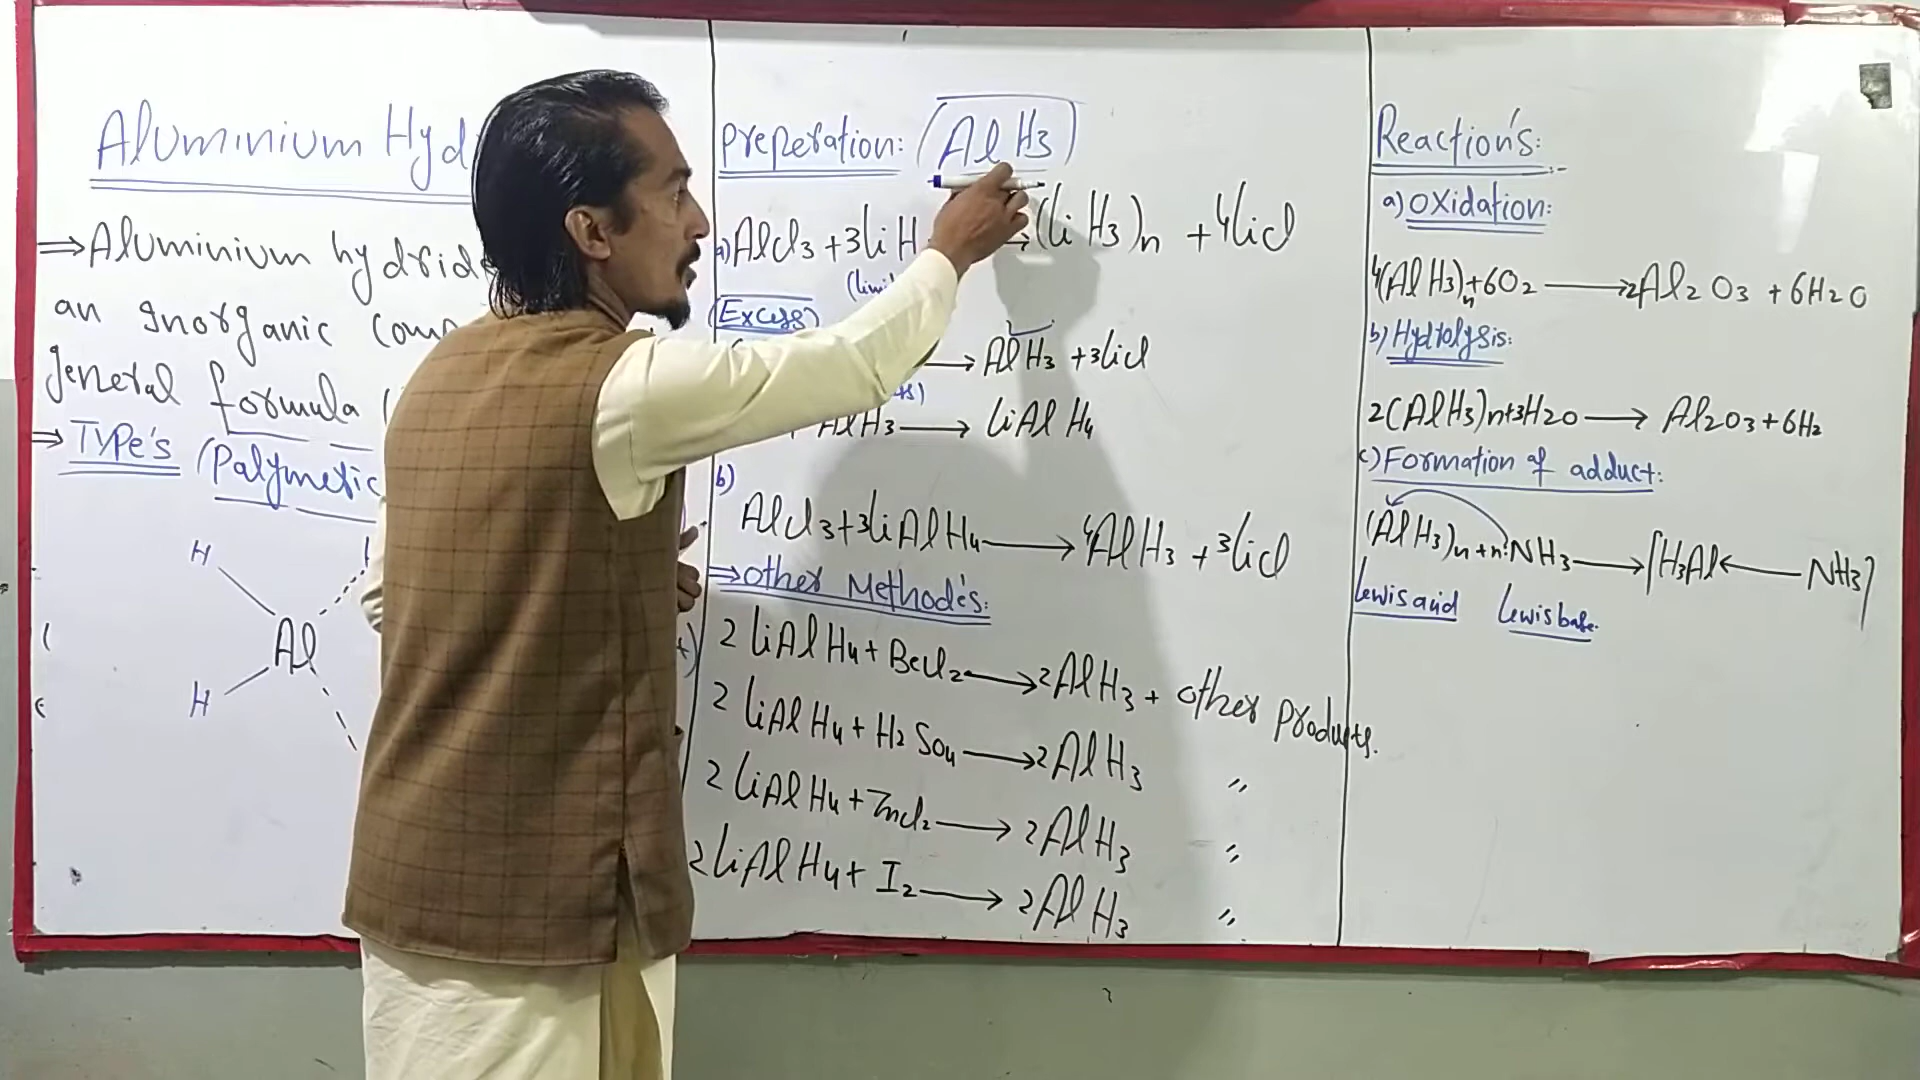 Aluminium Hyd
⇒ Aluminium hydride
an Inorganic Com
general formula (
⇒ Type's (Palymeric
H
Al
H
Preperation: (AlH3)
a) AlCl3 + 3LiH → (LiH3)n + 4LiCl
(limi
(Excess)
→ AlH3 + 3LiCl
AlH3 → LiAlH4
b)
AlCl3 + 3LiAlH4 → 4AlH3 + 3LiCl
⇒ Other Methode's:
2 LiAlH4 + BeCl2 → 2AlH3 + other products.
2 LiAlH4 + H2SO4 → 2AlH3 "
2 LiAlH4 + ZnCl2 → 2AlH3 "
2 LiAlH4 + I2 → 2AlH3 "
Reaction's:
a) Oxidation:
4(AlH3)n + 6O2 → 2Al2O3 + 6H2O
b) Hydrolysis:
2(AlH3)n + 3H2O → Al2O3 + 6H2
c) Formation of adduct:
(AlH3)n + n:NH3 → [H3Al ← NH3]
Lewis acid Lewis base.